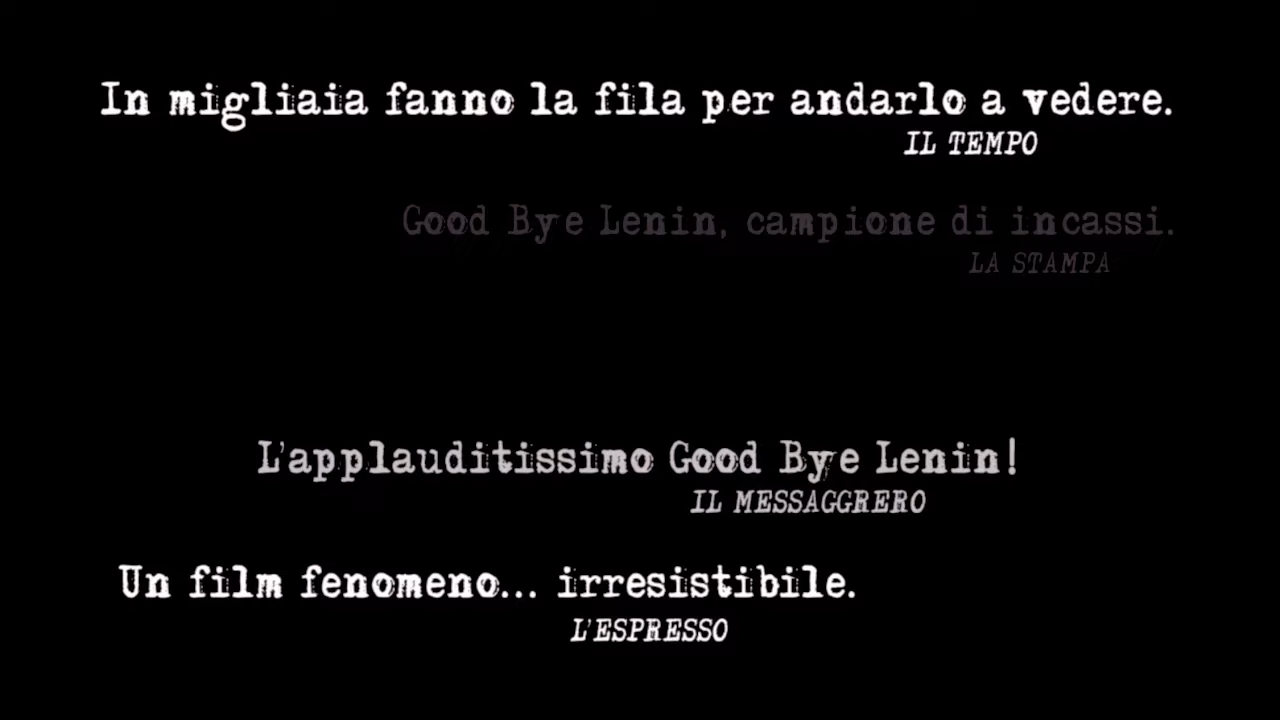 In migliaia fanno la fila per andarlo a vedere.
IL TEMPO
Good Bye Lenin, campione di incassi.
LA STAMPA
L'applauditissimo Good Bye Lenin!
IL MESSAGGRERO
Un film fenomeno... irresistibile.
L'ESPRESSO